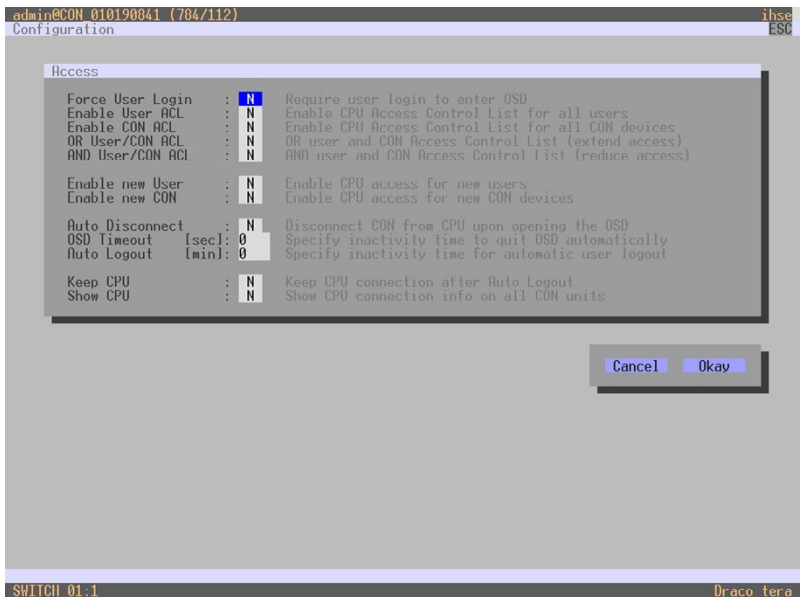 admin@CON_010190841 (784/112) ihse
Configuration ESC
Access
Force User Login : N Require user login to enter OSD
Enable User ACL : N Enable CPU Access Control List for all users
Enable CON ACL : N Enable CPU Access Control List for all CON devices
OR User/CON ACL : N OR user and CON Access Control List (extend access)
AND User/CON ACL : N AND user and CON Access Control List (reduce access)
Enable new User : N Enable CPU access for new users
Enable new CON : N Enable CPU access for new CON devices
Auto Disconnect : N Disconnect CON from CPU upon opening the OSD
OSD Timeout [sec]: 0 Specify inactivity time to quit OSD automatically
Auto Logout [min]: 0 Specify inactivity time for automatic user logout
Keep CPU : N Keep CPU connection after Auto Logout
Show CPU : N Show CPU connection info on all CON units
Cancel Okay
SWITCH_01:1 Draco tera